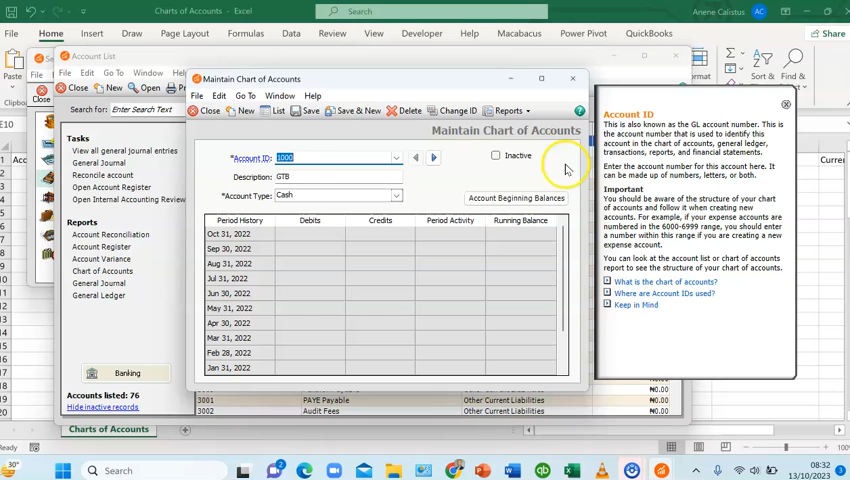 Charts of Accounts - Excel
Search
Anene Calistus
AC
File
Home
Insert
Draw
Page Layout
Formulas
Data
Review
View
Developer
Help
Macabacus
Power Pivot
QuickBooks
Share
Paste
Sort &
Find &
Clipboard
E10
Account List
File Edit Go To Window
Close New Open Print
Search for: Enter Search Text
Tasks
View all general journal entries
General Journal
Reconcile account
Open Account Register
Open Internal Accounting Review
Reports
Account Reconciliation
Account Register
Account Variance
Chart of Accounts
General Journal
General Ledger
Banking
Accounts listed: 76
Hide inactive records
Close
Maintain Chart of Accounts
File Edit Go To Window Help
Close New List Save Save & New Delete Change ID Reports
Maintain Chart of Accounts
*Account ID: 1000
Inactive
Description: GTB
*Account Type: Cash
Account Beginning Balances
Period History Debits Credits Period Activity Running Balance
Oct 31, 2022
Sep 30, 2022
Aug 31, 2022
Jul 31, 2022
Jun 30, 2022
May 31, 2022
Apr 30, 2022
Mar 31, 2022
Feb 28, 2022
Jan 31, 2022
3001 PAYE Payable Other Current Liabilities ₦0.00
3002 Audit Fees Other Current Liabilities ₦0.00
Account ID
This is also known as the GL account number. This is
the account number that is used to identify this
account in the chart of accounts, general ledger,
transactions, reports, and financial statements.
Enter the account number for this account here. It
can be made up of numbers, letters, or both.
Important
You should be aware of the structure of your chart
of accounts and follow it when creating new
accounts. For example, if your expense accounts are
numbered in the 6000-6999 range, you should enter
a number within this range if you are creating a new
expense account.
You can look at the account list or chart of accounts
report to see the structure of your chart of accounts.
What is the chart of accounts?
Where are Account IDs used?
Keep in Mind
Charts of Accounts
Ready
100%
30°
Search
08:32
13/10/2023